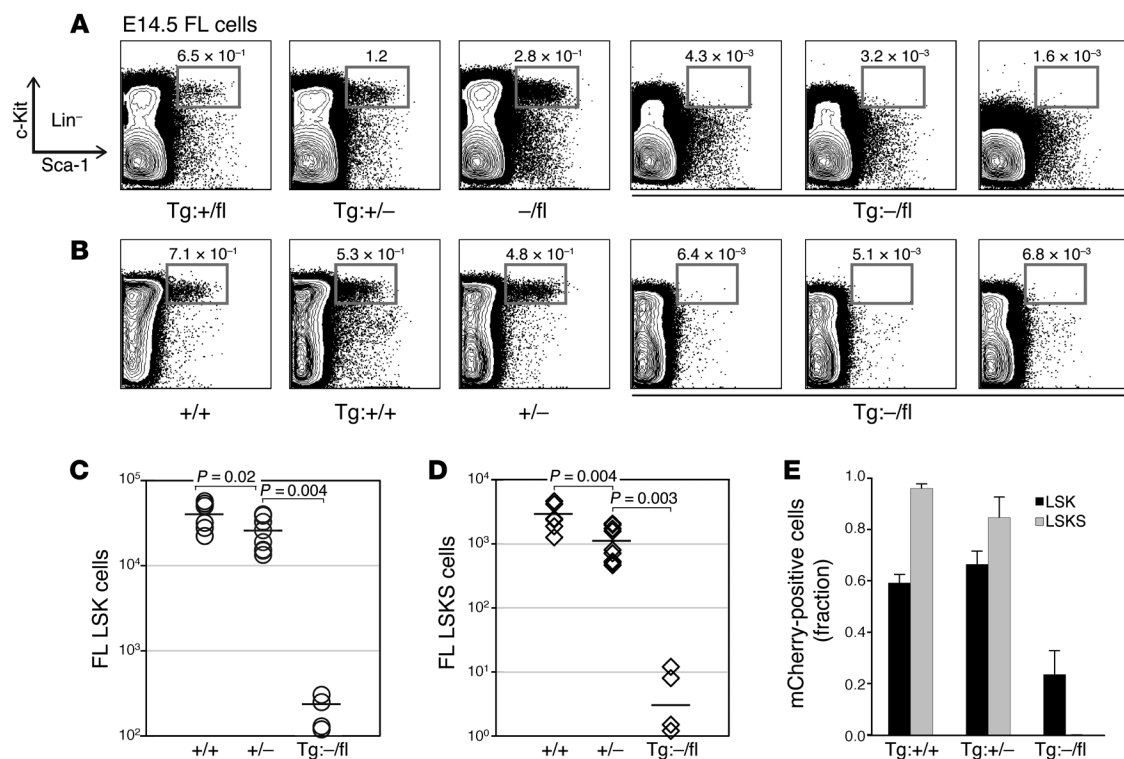 A E14.5 FL cells
6.5 × 10⁻¹ 1.2 2.8 × 10⁻¹ 4.3 × 10⁻³ 3.2 × 10⁻³ 1.6 × 10⁻³
c-Kit
Lin⁻
Sca-1
Tg:+/fl Tg:+/– –/fl Tg:–/fl
B
7.1 × 10⁻¹ 5.3 × 10⁻¹ 4.8 × 10⁻¹ 6.4 × 10⁻³ 5.1 × 10⁻³ 6.8 × 10⁻³
+/+ Tg:+/+ +/– Tg:–/fl
C
FL LSK cells
10⁵
10⁴
10³
10²
P = 0.02
P = 0.004
+/+ +/– Tg:–/fl
D
FL LSKS cells
10⁴
10³
10²
10¹
10⁰
P = 0.004
P = 0.003
+/+ +/– Tg:–/fl
E
mCherry-positive cells
(fraction)
1.0
0.8
0.6
0.4
0.2
0.0
LSK
LSKS
Tg:+/+ Tg:+/– Tg:–/fl